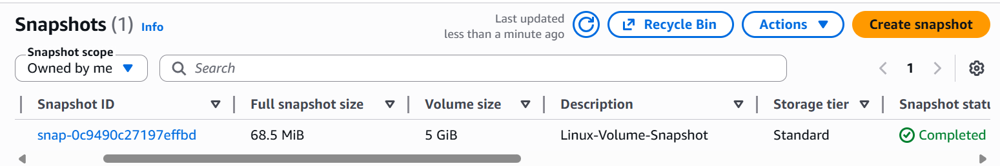 Snapshots (1) Info
Last updated
less than a minute ago
Recycle Bin
Actions
Create snapshot
Snapshot scope
Owned by me
Search
1
Snapshot ID Full snapshot size Volume size Description Storage tier Snapshot statu
snap-0c9490c27197effbd 68.5 MiB 5 GiB Linux-Volume-Snapshot Standard Completed